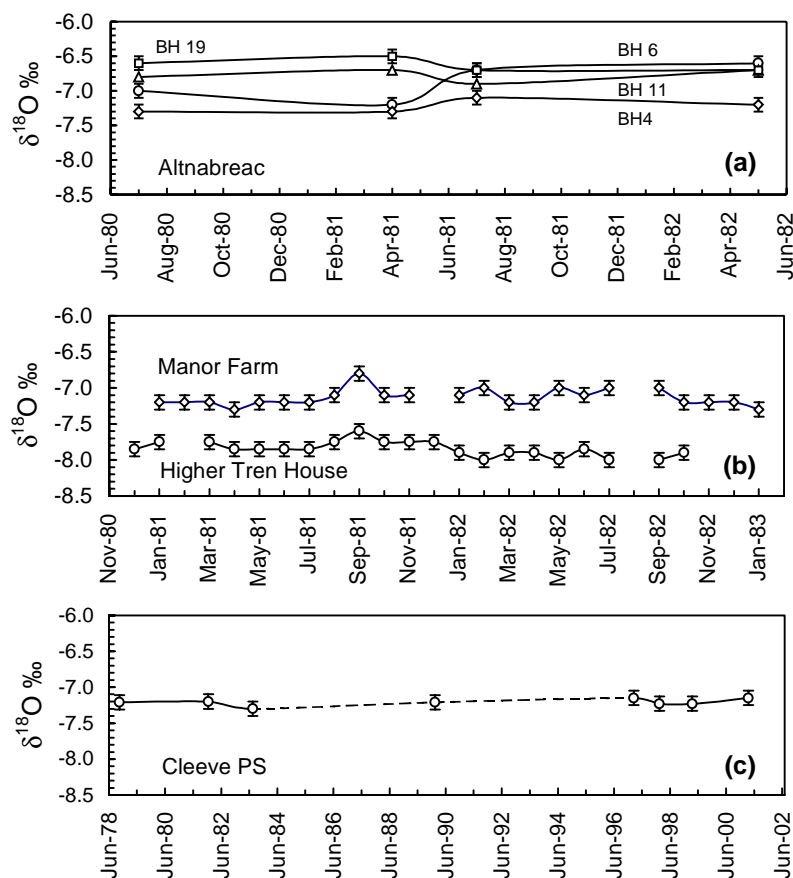 -6.0
-6.5
-7.0
-7.5
-8.0
-8.5
δ18O ‰
BH 19
BH 6
BH 11
BH4
Altnabreac
(a)
Jun-80
Aug-80
Oct-80
Dec-80
Feb-81
Apr-81
Jun-81
Aug-81
Oct-81
Dec-81
Feb-82
Apr-82
Jun-82
-6.0
-6.5
-7.0
-7.5
-8.0
-8.5
δ18O ‰
Manor Farm
Higher Tren House
(b)
Nov-80
Jan-81
Mar-81
May-81
Jul-81
Sep-81
Nov-81
Jan-82
Mar-82
May-82
Jul-82
Sep-82
Nov-82
Jan-83
-6.0
-6.5
-7.0
-7.5
-8.0
-8.5
δ18O ‰
Cleeve PS
(c)
Jun-78
Jun-80
Jun-82
Jun-84
Jun-86
Jun-88
Jun-90
Jun-92
Jun-94
Jun-96
Jun-98
Jun-00
Jun-02